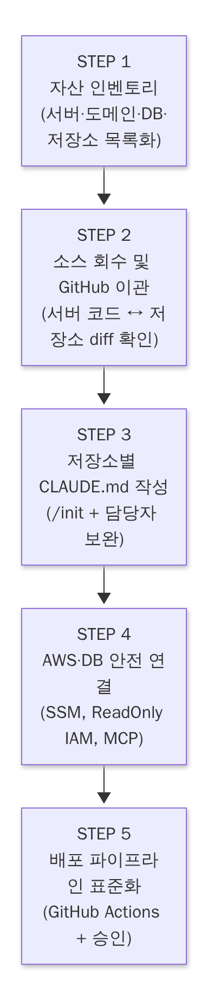 STEP 1
자산 인벤토리
(서버·도메인·DB·
저장소 목록화)
STEP 2
소스 회수 및
GitHub 이관
(서버 코드 ↔ 저
장소 diff 확인)
STEP 3
저장소별
CLAUDE.md 작성
(/init + 담당자
보완)
STEP 4
AWS·DB 안전 연
결
(SSM, ReadOnly
IAM, MCP)
STEP 5
배포 파이프라
인 표준화
(GitHub Actions
+ 승인)